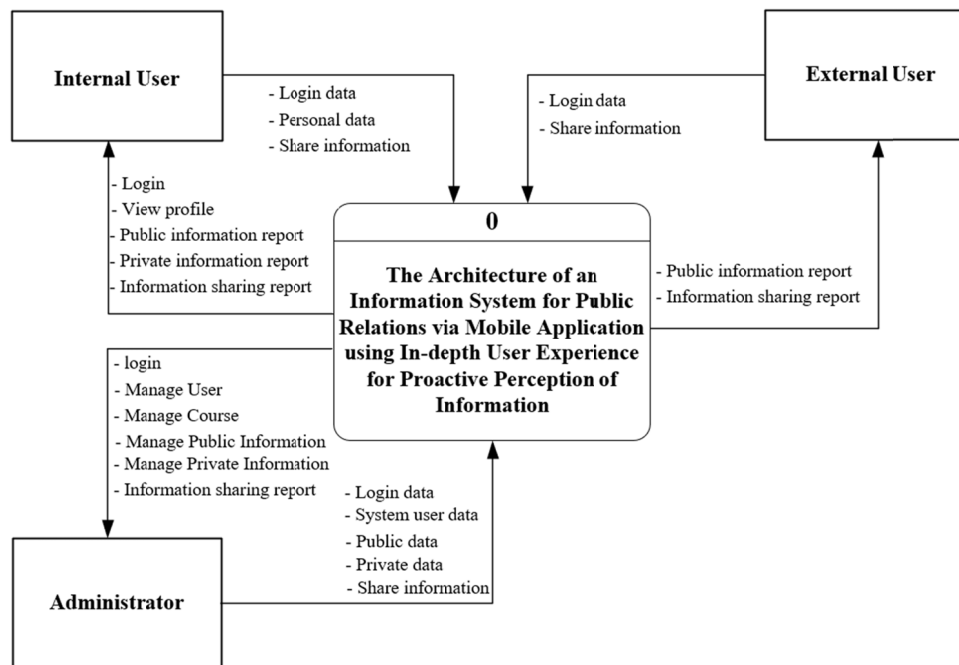 Internal User
External User
- Login data
- Personal data
- Share information
- Login data
- Share information
- Login
- View profile
- Public information report
- Private information report
- Information sharing report
0
The Architecture of an
Information System for Public
Relations via Mobile Application
using In-depth User Experience
for Proactive Perception of
Information
- Public information report
- Information sharing report
- login
- Manage User
- Manage Course
- Manage Public Information
- Manage Private Information
- Information sharing report
- Login data
- System user data
- Public data
- Private data
- Share information
Administrator